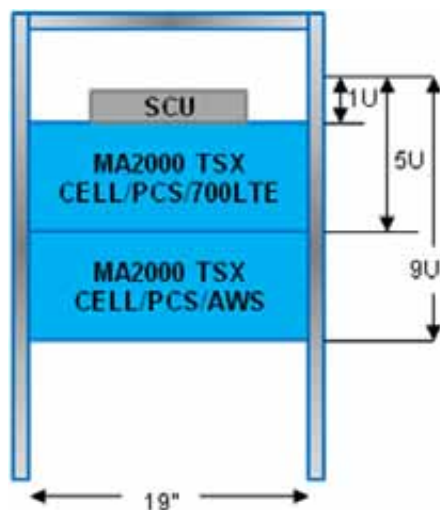 SCU
1U
MA2000 TSX
CELL/PCS/700LTE
5U
MA2000 TSX
CELL/PCS/AWS
9U
19"